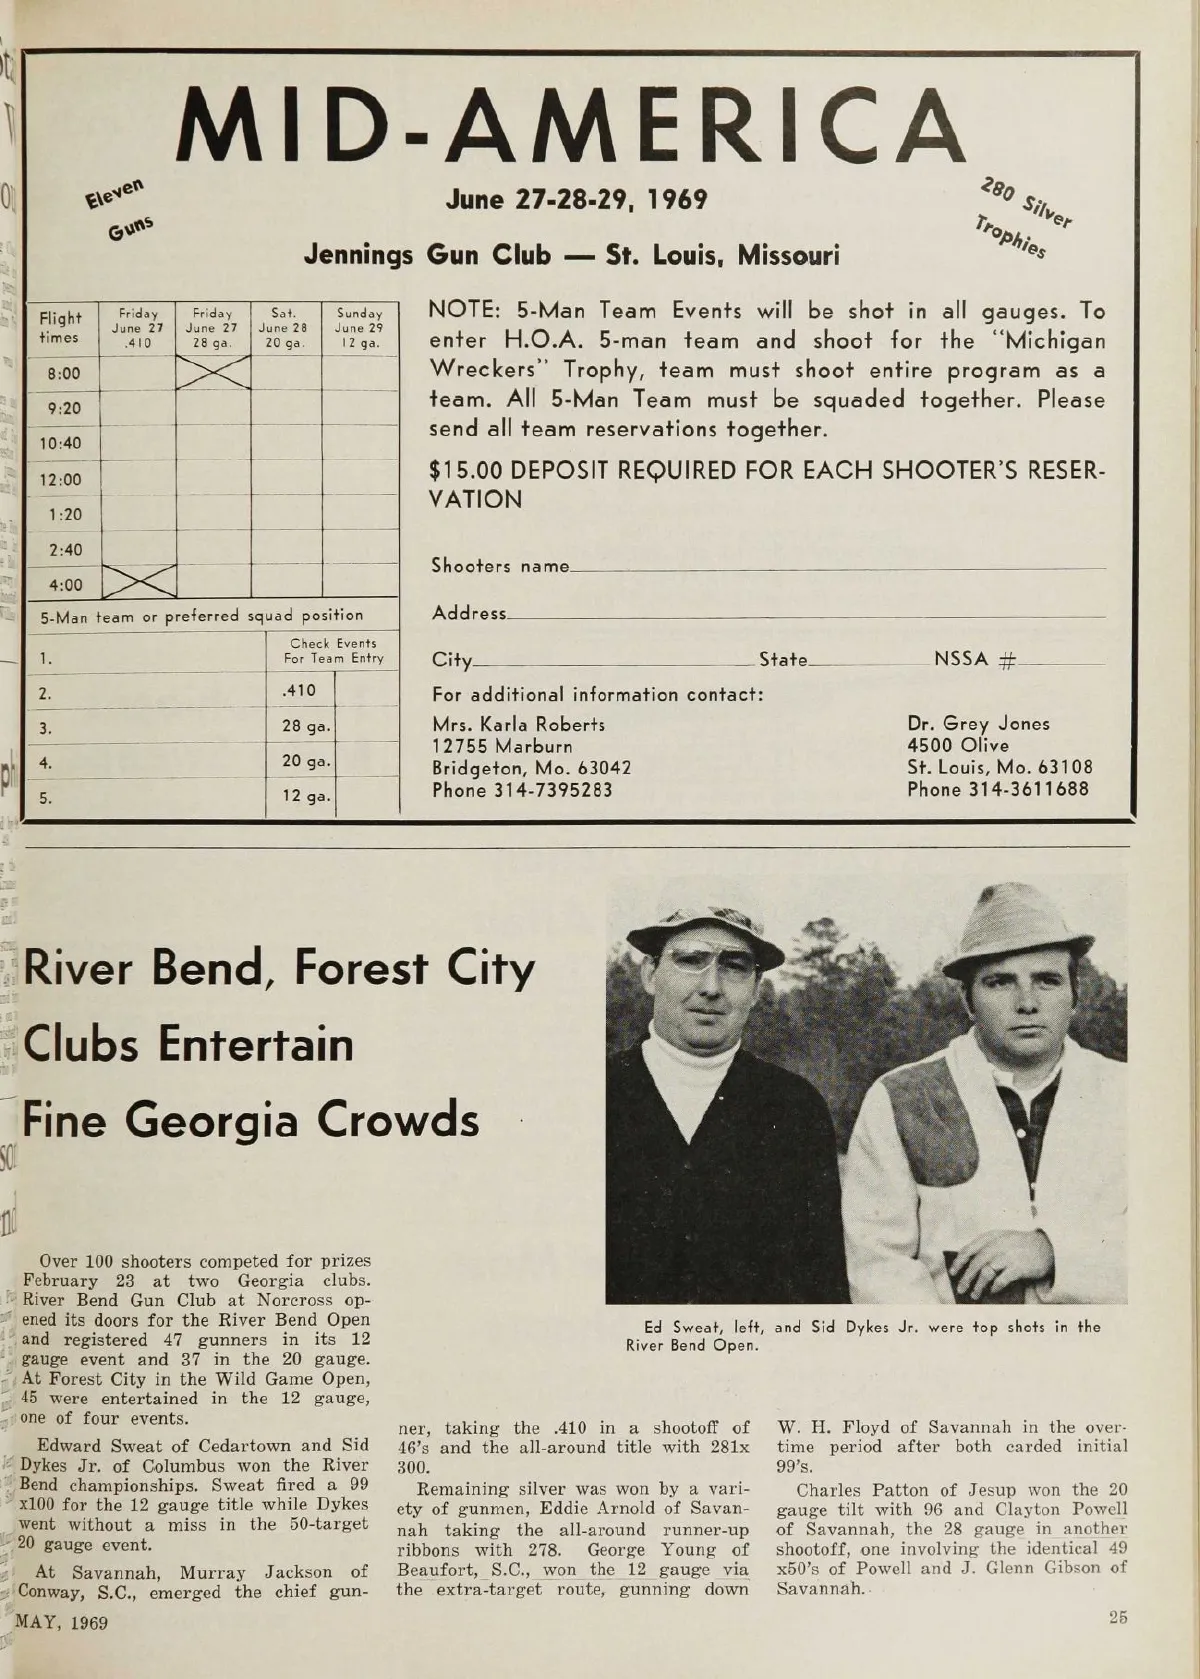 MID-AMERICA
Eleven
Guns
June 27-28-29, 1969
280 Silver
Trophies
Jennings Gun Club — St. Louis, Missouri
Flight times
Friday June 27 .410
Friday June 27 28 ga.
Sat. June 28 20 ga.
Sunday June 29 12 ga.
8:00
9:20
10:40
12:00
1:20
2:40
4:00
5-Man team or preferred squad position
Check Events
For Team Entry
1.
2. .410
3. 28 ga.
4. 20 ga.
5. 12 ga.
NOTE: 5-Man Team Events will be shot in all gauges. To
enter H.O.A. 5-man team and shoot for the "Michigan
Wreckers" Trophy, team must shoot entire program as a
team. All 5-Man Team must be squaded together. Please
send all team reservations together.
$15.00 DEPOSIT REQUIRED FOR EACH SHOOTER'S RESER-
VATION
Shooters name
Address
City State NSSA #
For additional information contact:
Mrs. Karla Roberts
12755 Marburn
Bridgeton, Mo. 63042
Phone 314-7395283
Dr. Grey Jones
4500 Olive
St. Louis, Mo. 63108
Phone 314-3611688
River Bend, Forest City
Clubs Entertain
Fine Georgia Crowds
Ed Sweat, left, and Sid Dykes Jr. were top shots in the
River Bend Open.
Over 100 shooters competed for prizes
February 23 at two Georgia clubs.
River Bend Gun Club at Norcross op-
ened its doors for the River Bend Open
and registered 47 gunners in its 12
gauge event and 37 in the 20 gauge.
At Forest City in the Wild Game Open,
45 were entertained in the 12 gauge,
one of four events.
Edward Sweat of Cedartown and Sid
Dykes Jr. of Columbus won the River
Bend championships. Sweat fired a 99
x100 for the 12 gauge title while Dykes
went without a miss in the 50-target
20 gauge event.
At Savannah, Murray Jackson of
Conway, S.C., emerged the chief gun-
ner, taking the .410 in a shootoff of
46's and the all-around title with 281x
300.
Remaining silver was won by a vari-
ety of gunmen, Eddie Arnold of Savan-
nah taking the all-around runner-up
ribbons with 278. George Young of
Beaufort, S.C., won the 12 gauge via
the extra-target route, gunning down
W. H. Floyd of Savannah in the over-
time period after both carded initial
99's.
Charles Patton of Jesup won the 20
gauge tilt with 96 and Clayton Powell
of Savannah, the 28 gauge in another
shootoff, one involving the identical 49
x50's of Powell and J. Glenn Gibson of
Savannah.
MAY, 1969
25